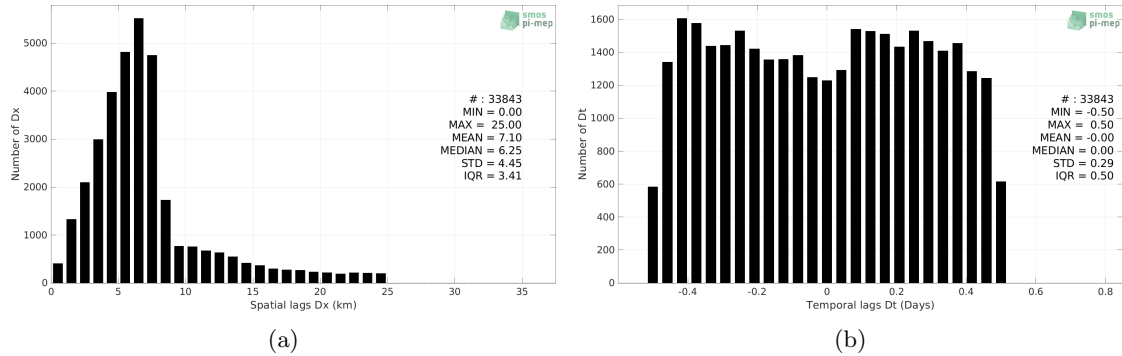 smos
pi-mep
5000
4000
3000
2000
1000
0
Number of Dx
# : 33843
MIN = 0.00
MAX = 25.00
MEAN = 7.10
MEDIAN = 6.25
STD = 4.45
IQR = 3.41
0 5 10 15 20 25 30 35
Spatial lags Dx (km)
(a)
smos
pi-mep
1600
1400
1200
1000
800
600
400
200
0
Number of Dt
# : 33843
MIN = -0.50
MAX = 0.50
MEAN = -0.00
MEDIAN = 0.00
STD = 0.29
IQR = 0.50
-0.4 -0.2 0 0.2 0.4 0.6 0.8
Temporal lags Dt (Days)
(b)